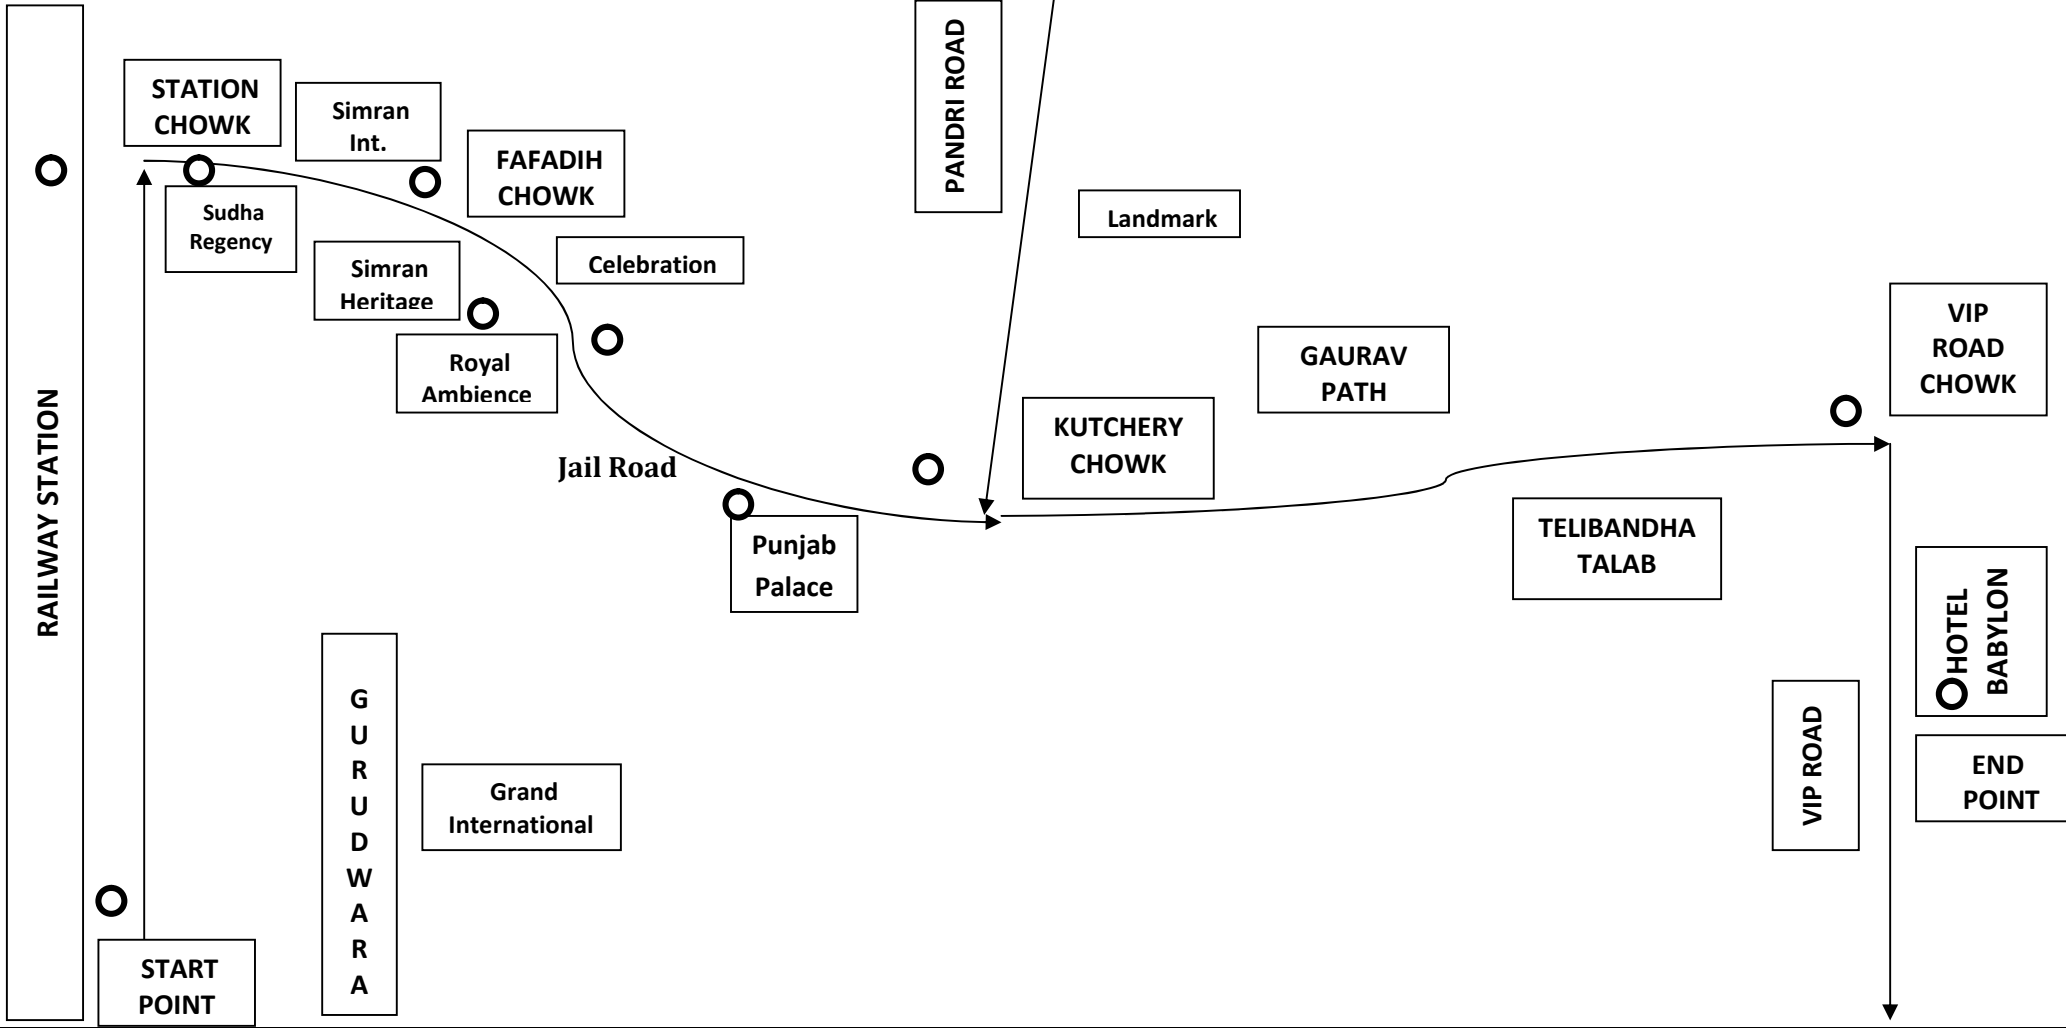 RAILWAY STATION
STATION
CHOWK
Simran
Int.
FAFADIH
CHOWK
PANDRI ROAD
Landmark
Sudha
Regency
Simran
Heritage
Celebration
Royal
Ambience
Jail Road
KUTCHERY
CHOWK
GAURAV
PATH
VIP
ROAD
CHOWK
Punjab
Palace
TELIBANDHA
TALAB
HOTEL
BABYLON
GURUDWARA
Grand
International
VIP ROAD
END
POINT
START
POINT